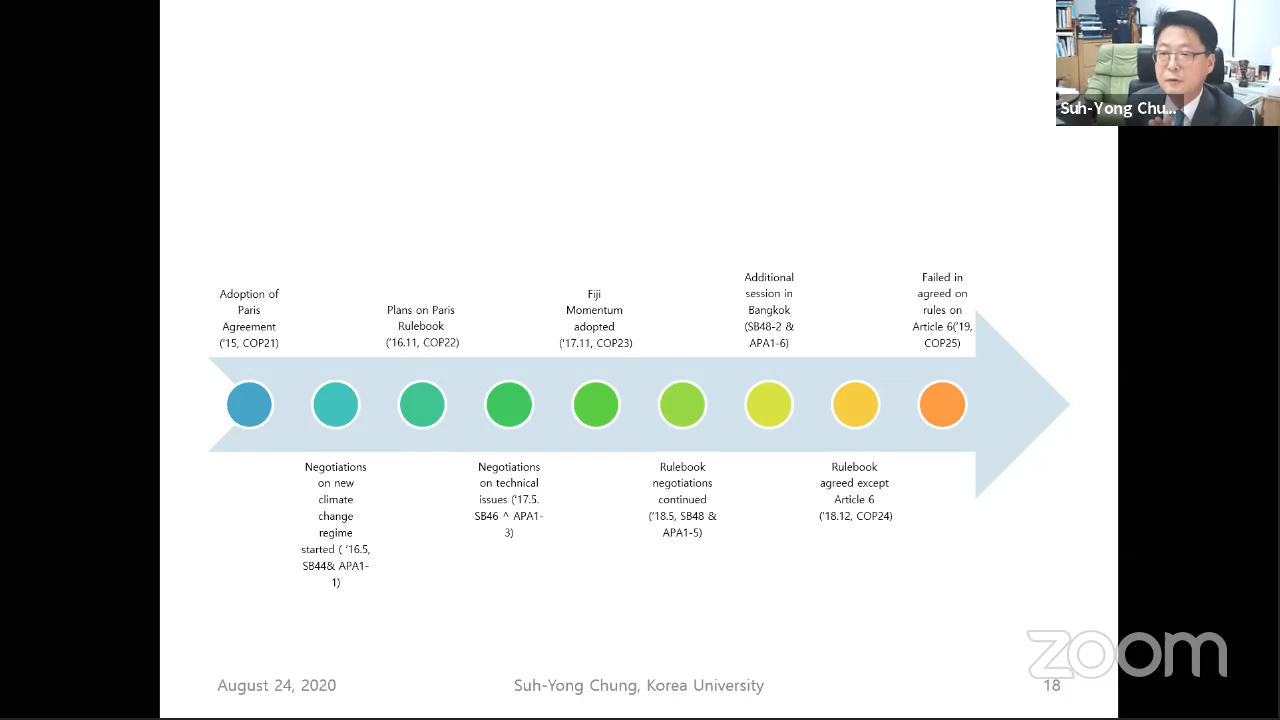 Suh-Yong Chu...
Adoption of
Paris
Agreement
('15, COP21)
Negotiations
on new
climate
change
regime
started ( '16.5,
SB44& APA1-
1)
Plans on Paris
Rulebook
('16.11, COP22)
Negotiations
on technical
issues ('17.5.
SB46 ^ APA1-
3)
Fiji
Momentum
adopted
('17.11, COP23)
Rulebook
negotiations
continued
('18.5, SB48 &
APA1-5)
Additional
session in
Bangkok
(SB48-2 &
APA1-6)
Rulebook
agreed except
Article 6
('18.12, COP24)
Failed in
agreed on
rules on
Article 6('19,
COP25)
zoom
August 24, 2020
Suh-Yong Chung, Korea University
18